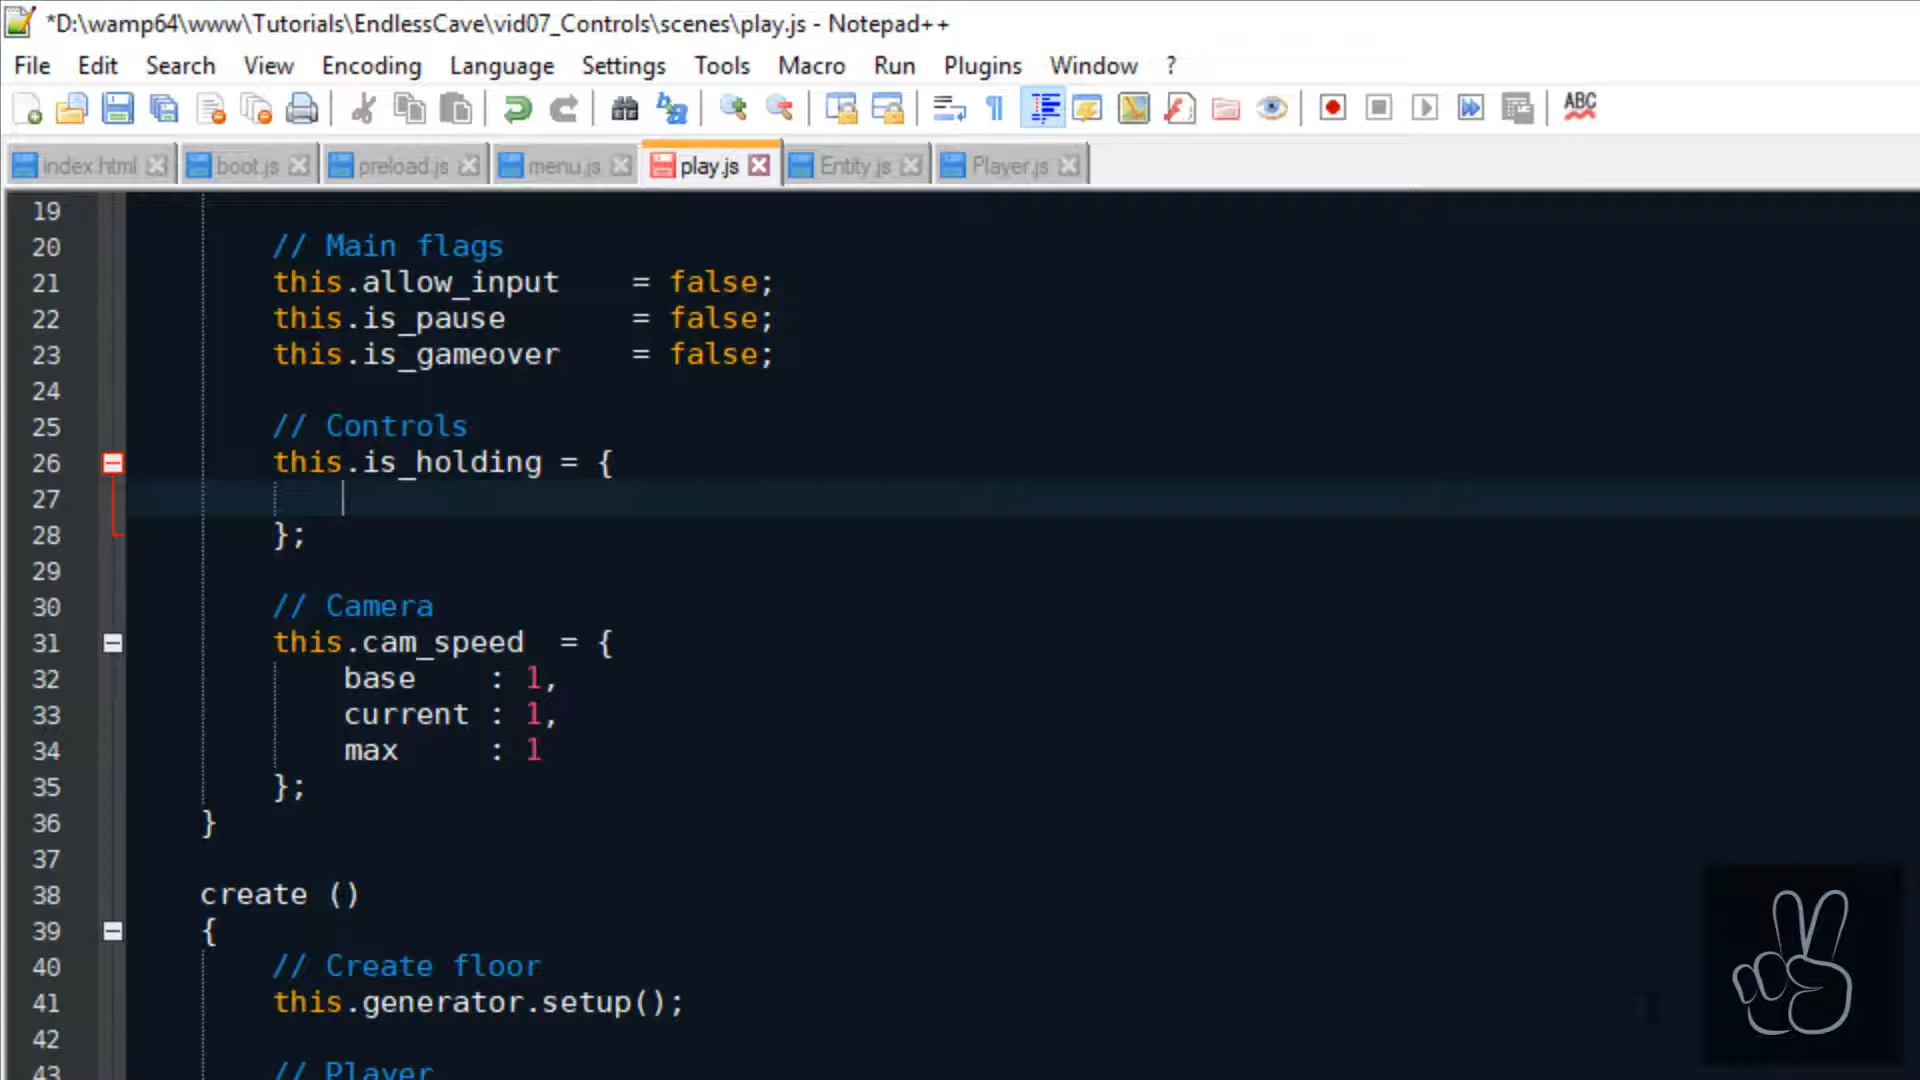 *D:\wamp64\www\Tutorials\EndlessCave\vid07_Controls\scenes\play.js - Notepad++
File Edit Search View Encoding Language Settings Tools Macro Run Plugins Window ?
ABC
index.html boot.js preload.js menu.js play.js Entity.js Player.js
19
20 // Main flags
21 this.allow_input = false;
22 this.is_pause = false;
23 this.is_gameover = false;
24
25 // Controls
26 this.is_holding = {
27
28 };
29
30 // Camera
31 this.cam_speed = {
32 base : 1,
33 current : 1,
34 max : 1
35 };
36 }
37
38 create ()
39 {
40 // Create floor
41 this.generator.setup();
42
43 // Player